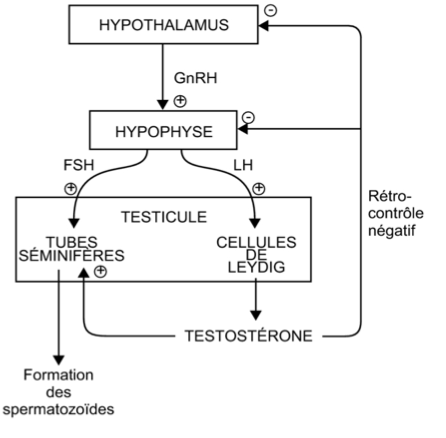 HYPOTHALAMUS
⊖
GnRH
⊕
⊖
HYPOPHYSE
FSH
LH
⊕
⊕
Rétro-
contrôle
négatif
TESTICULE
TUBES
SÉMINIFÈRES
⊕
CELLULES
DE
LEYDIG
TESTOSTÉRONE
Formation
des
spermatozoïdes